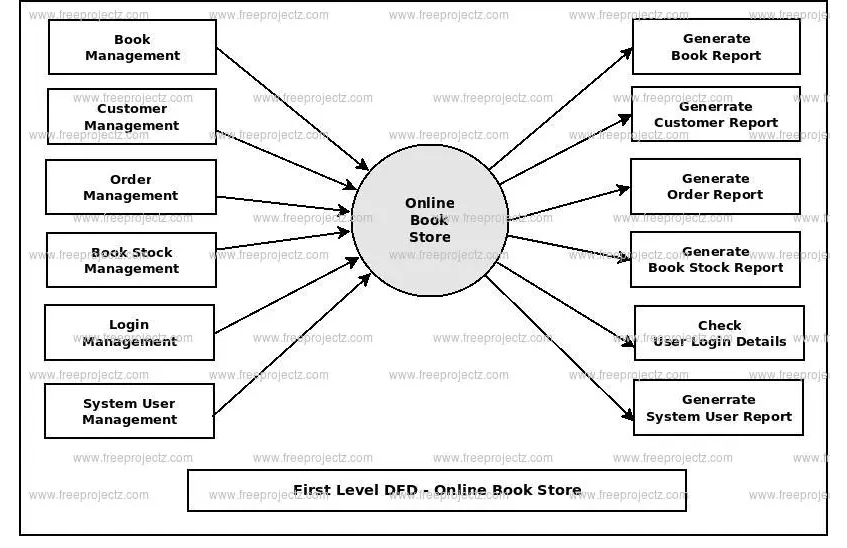 Book
Management
Customer
Management
Order
Management
Book Stock
Management
Login
Management
System User
Management
Online
Book
Store
Generate
Book Report
Generrate
Customer Report
Generate
Order Report
Generate
Book Stock Report
Check
User Login Details
Generrate
System User Report
First Level DFD - Online Book Store
www.freeprojectz.com